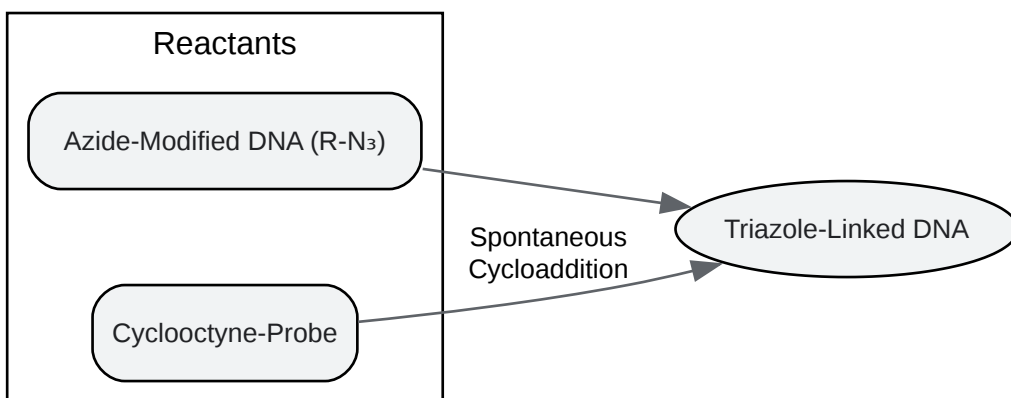 Reactants
Azide-Modified DNA (R-N₃)
Spontaneous
Cycloaddition
Triazole-Linked DNA
Cyclooctyne-Probe